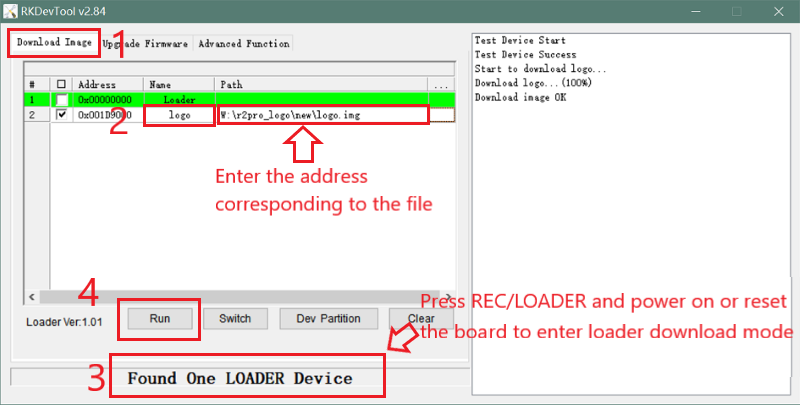 RKDevTool v2.84
Download Image Upgrade Firmware Advanced Function
1
# Address Name Path ...
1 0x00000000 Loader
2 0x001D9000 logo W:\r2pro_logo\new\logo.img
2
Enter the address
corresponding to the file
4
Loader Ver:1.01 Run Switch Dev Partition Clear
Press REC/LOADER and power on or reset
the board to enter loader download mode
3
Found One LOADER Device
Test Device Start
Test Device Success
Start to download logo...
Download logo...(100%)
Download image OK